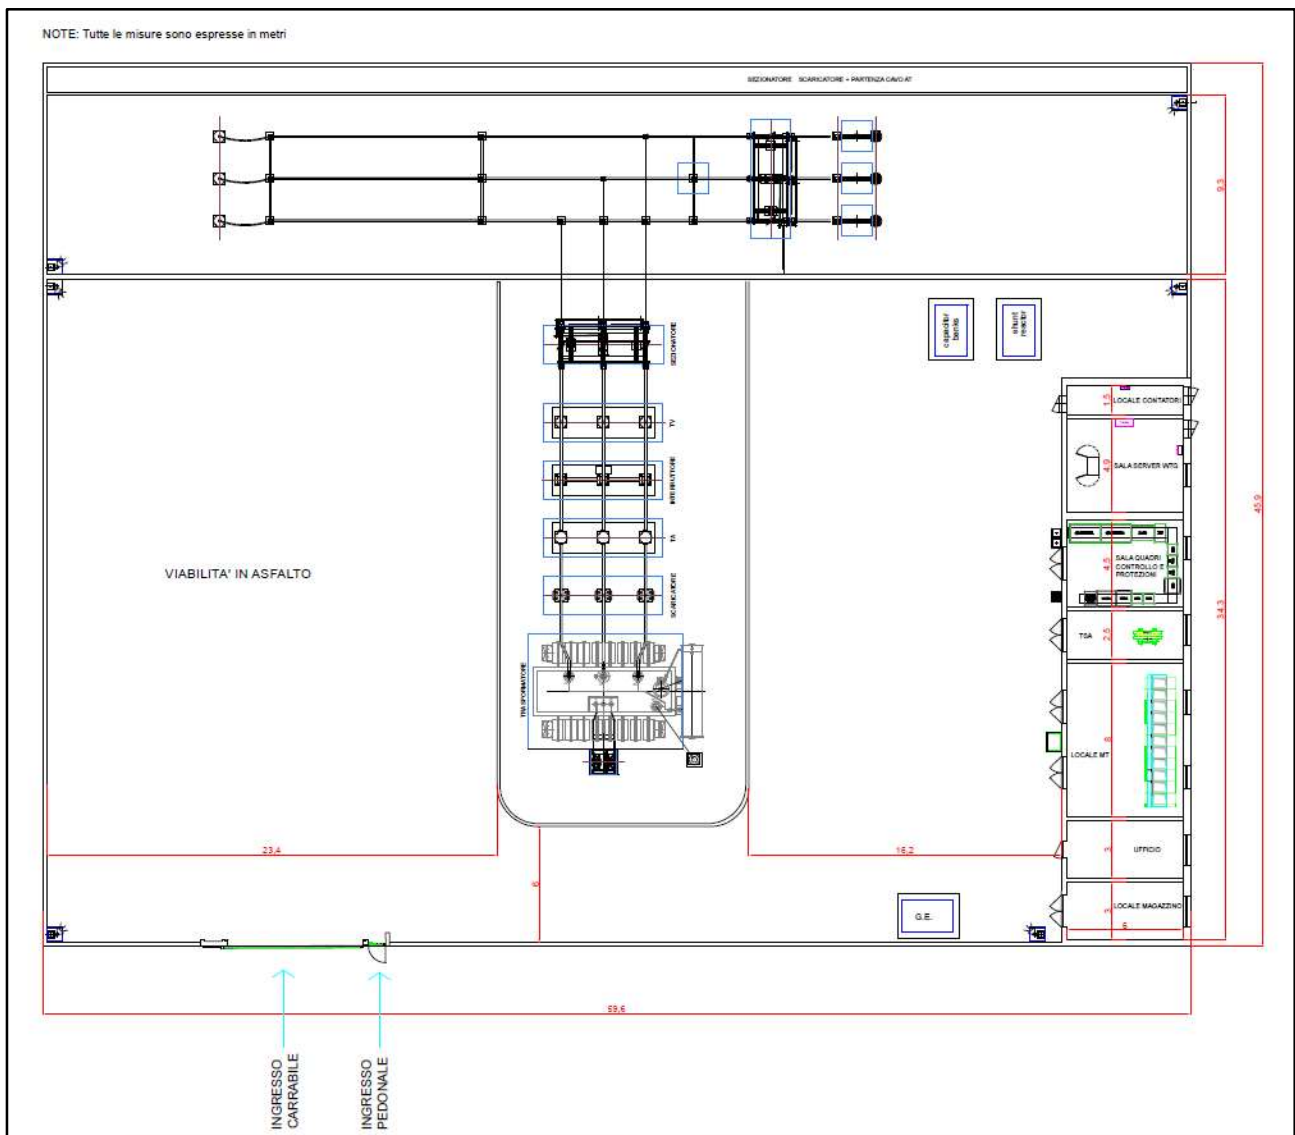 NOTE: Tutte le misure sono espresse in metri
SEZIONATORE SCARICATORE + PARTENZA CAVO AT
9,3
capacitor
banks
shunt
reactor
SEZIONATORE
TV
INTERRUTTORE
TA
SCARICATORE
TRASFORMATORE
VIABILITA' IN ASFALTO
1,5
LOCALE CONTATORI
4,9
SALA SERVER WTG
4,5
SALA QUADRI
CONTROLLO E
PROTEZIONI
2,5
TSA
8
LOCALE MT
3
UFFICIO
3
LOCALE MAGAZZINO
6
45,9
34,3
23,4
16,2
6
G.E.
59,6
INGRESSO
CARRABILE
INGRESSO
PEDONALE